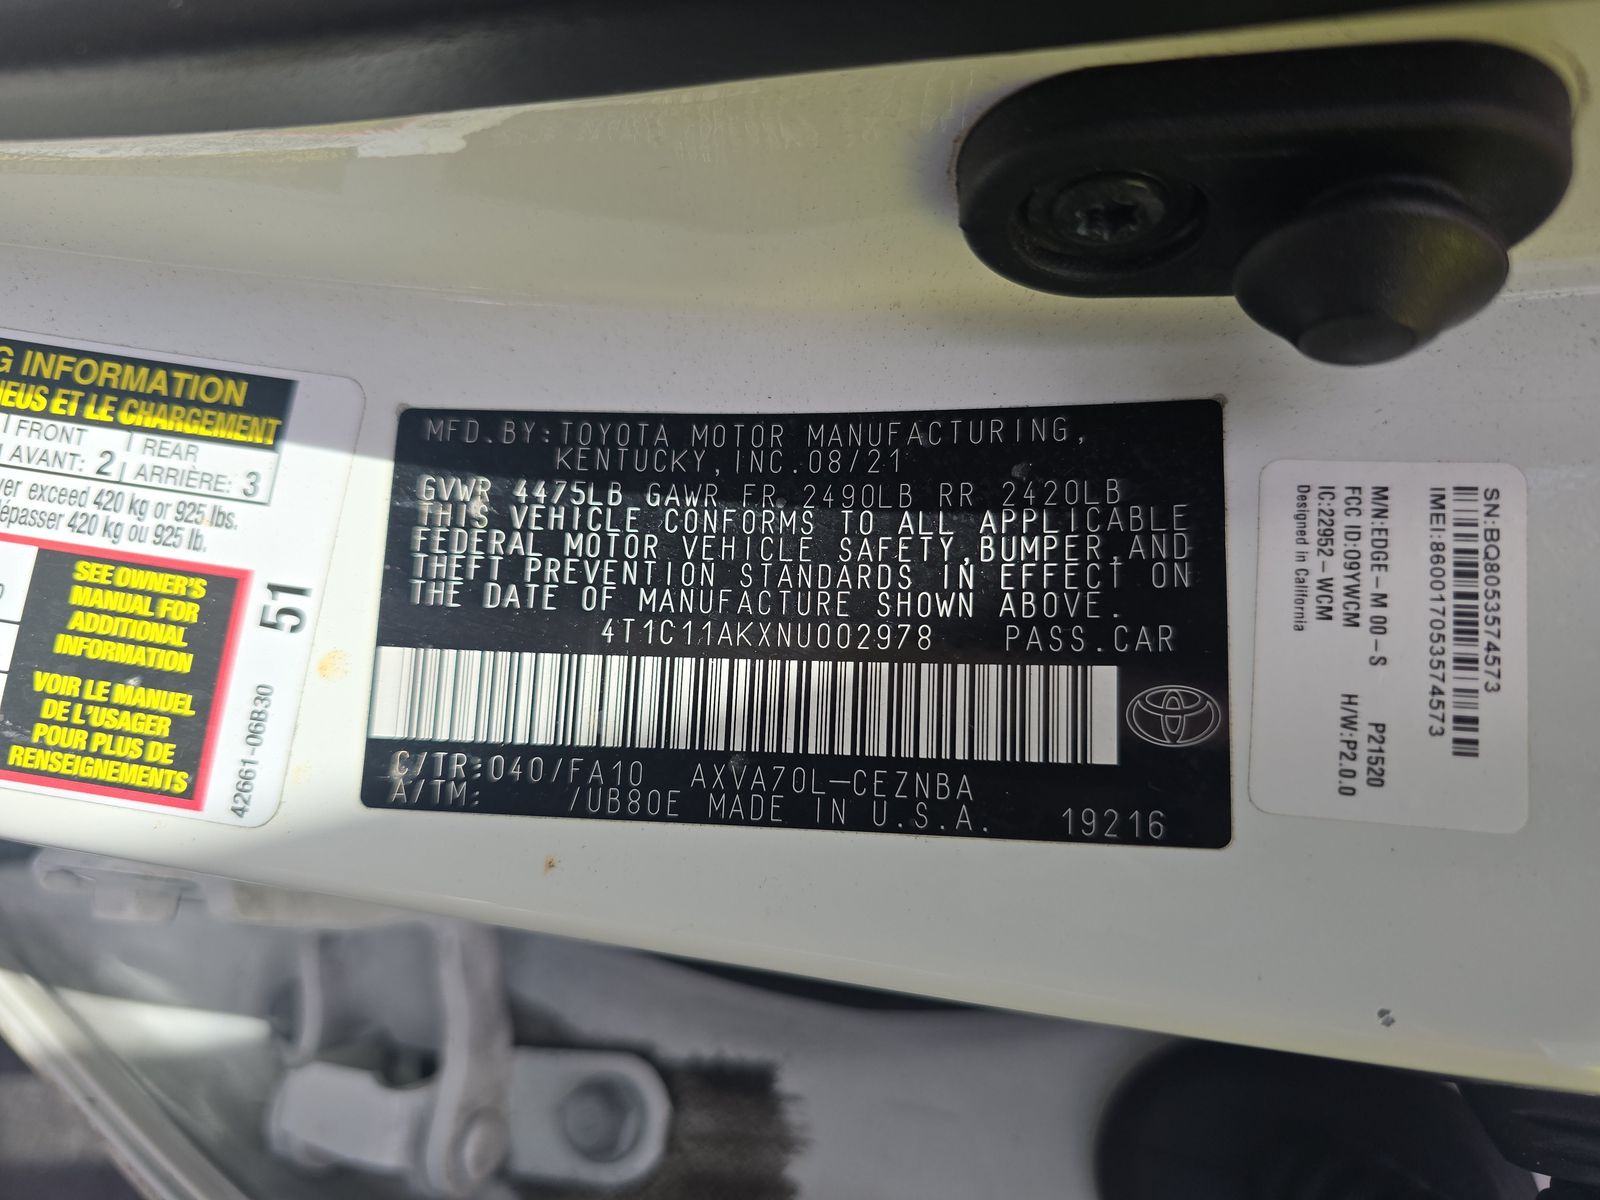 G INFORMATION
NEUS ET LE CHARGEMENT
FRONT
AVANT: 2
REAR
ARRIÈRE: 3
ver exceed 420 kg or 925 lbs.
épasser 420 kg ou 925 lb.
SEE OWNER'S
MANUAL FOR
ADDITIONAL
INFORMATION
VOIR LE MANUEL
DE L'USAGER
POUR PLUS DE
RENSEIGNEMENTS
51
42661-06B30
MFD.BY:TOYOTA MOTOR MANUFACTURING,
KENTUCKY,INC.08/21
GVWR 4475LB GAWR FR 2490LB RR 2420LB
THIS VEHICLE CONFORMS TO ALL APPLICABLE
FEDERAL MOTOR VEHICLE SAFETY,BUMPER,AND
THEFT PREVENTION STANDARDS IN EFFECT ON
THE DATE OF MANUFACTURE SHOWN ABOVE.
4T1C11AKXNU002978 PASS.CAR
C/TR:040/FA10 AXVA70L-CEZNBA
A/TM: /UB80E MADE IN U.S.A. 19216
SN:BQ8053574573
IMEI:860017053574573
M/N:EDGE-M 00-S P21520
FCC ID:09YWCM H/W:P2.0.0
IC:22952-WCM
Designed in California